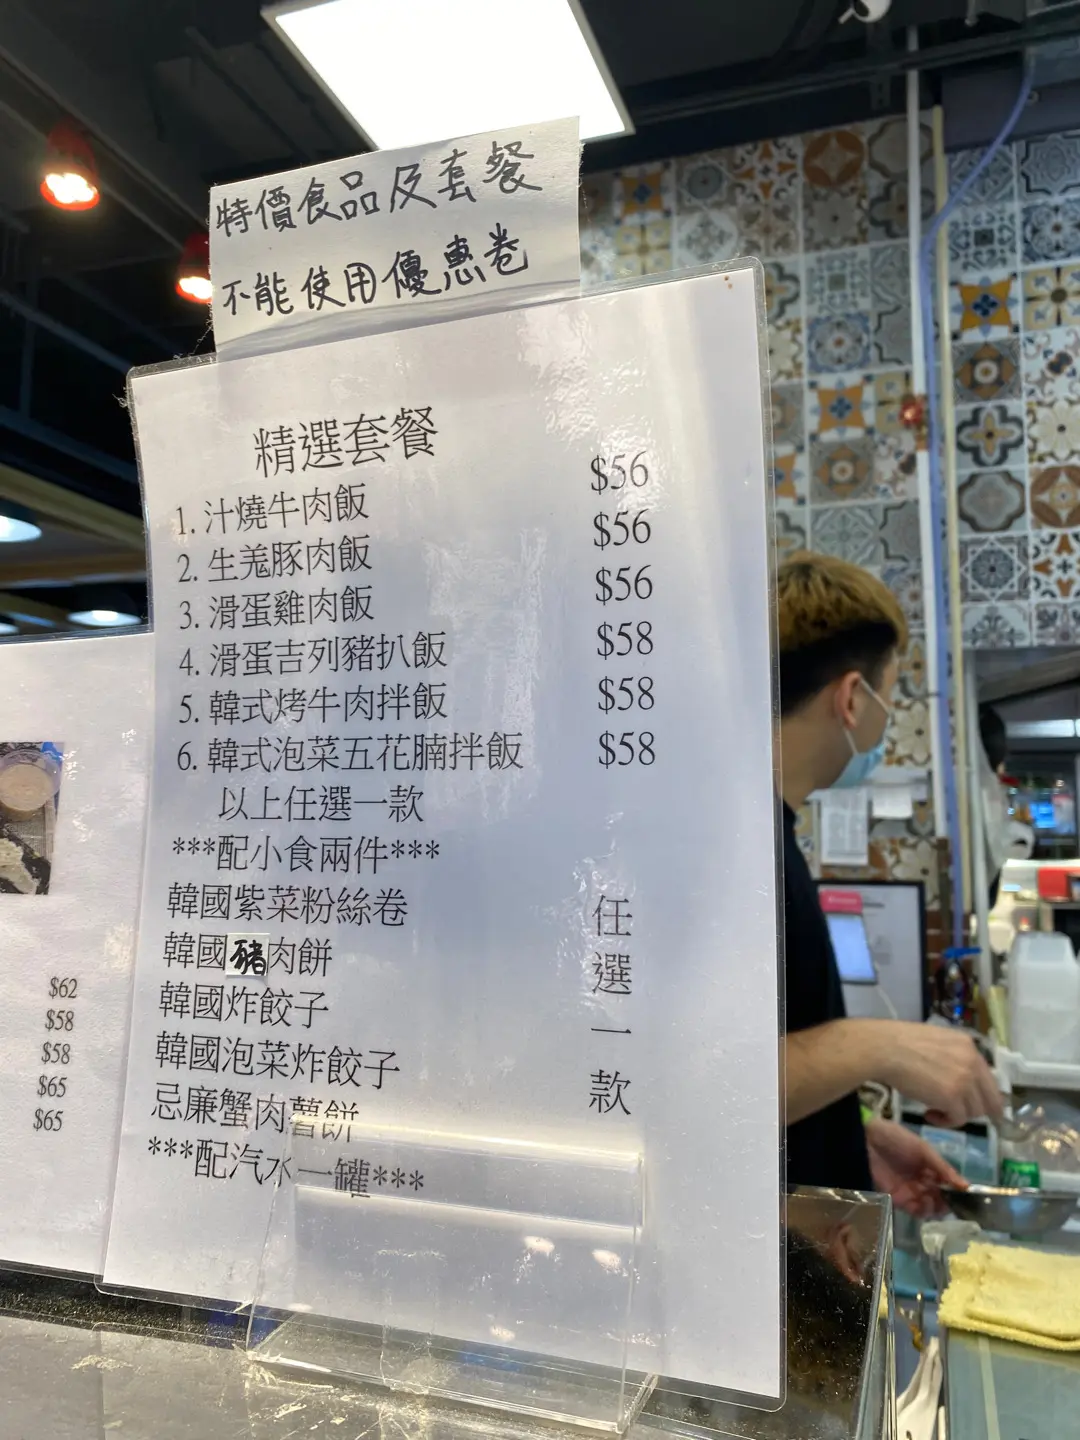 特價食品及套餐
不能使用優惠卷
精選套餐
1. 汁燒牛肉飯 $56
2. 生羗豚肉飯 $56
3. 滑蛋雞肉飯 $56
4. 滑蛋吉列豬扒飯 $58
5. 韓式烤牛肉拌飯 $58
6. 韓式泡菜五花腩拌飯 $58
以上任選一款
***配小食兩件***
韓國紫菜粉絲卷
韓國豬肉餅
韓國炸餃子
韓國泡菜炸餃子
忌廉蟹肉薯餅
任選一款
***配汽水一罐***
$62
$58
$58
$65
$65